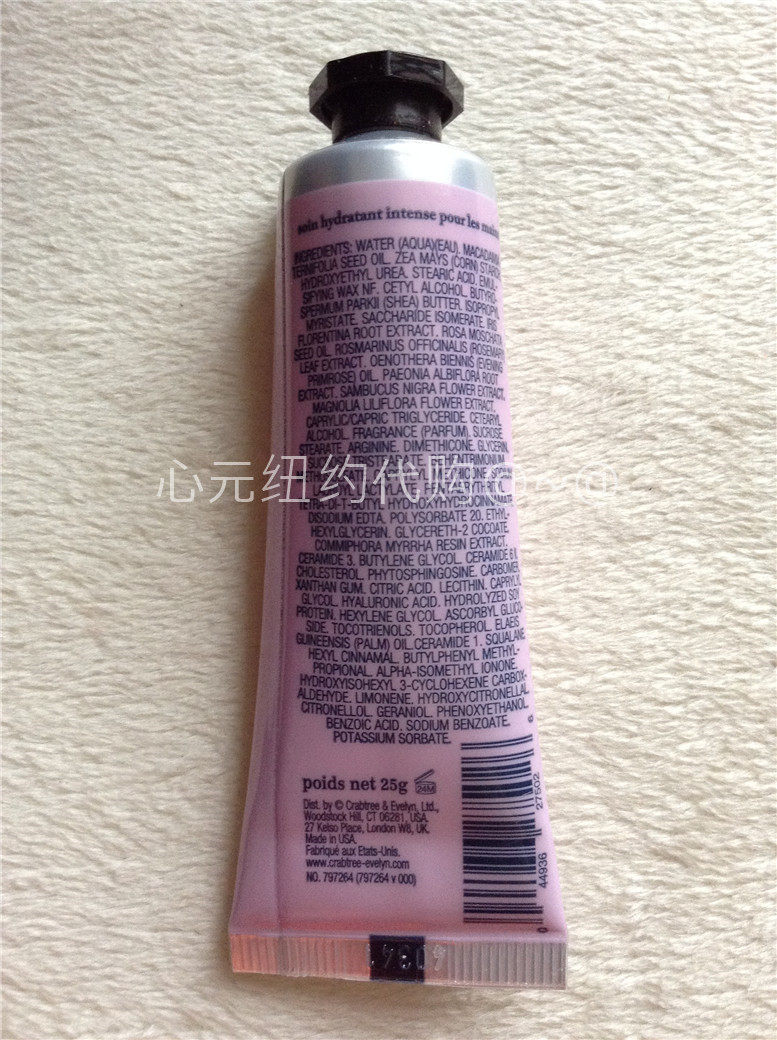 soin hydratant intense pour les mains
INGREDIENTS: WATER (AQUA)(EAU), MACADAMIA
TERNIFOLIA SEED OIL, ZEA MAYS (CORN) STARCH,
HYDROXYETHYL UREA, STEARIC ACID, EMUL-
SIFYING WAX NF, CETYL ALCOHOL, BUTYRO-
SPERMUM PARKII (SHEA) BUTTER, ISOPROPYL
MYRISTATE, SACCHARIDE ISOMERATE, IRIS
FLORENTINA ROOT EXTRACT, ROSA MOSCHATA
SEED OIL, ROSMARINUS OFFICINALIS (ROSEMARY)
LEAF EXTRACT, OENOTHERA BIENNIS (EVENING
PRIMROSE) OIL, PAEONIA ALBIFLORA ROOT
EXTRACT, SAMBUCUS NIGRA FLOWER EXTRACT,
MAGNOLIA LILIFLORA FLOWER EXTRACT,
CAPRYLIC/CAPRIC TRIGLYCERIDE, CETEARYL
ALCOHOL, FRAGRANCE (PARFUM), SUCROSE
STEARATE, ARGININE, DIMETHICONE, GLYCERIN,
SUCROSE TRISTEARATE, BEHENTRIMONIUM
心元纽约代购
TETRA-DI-T-BUTYL HYDROXYHYDROCINNAMATE,
DISODIUM EDTA, POLYSORBATE 20, ETHYL-
HEXYLGLYCERIN, GLYCERETH-2 COCOATE,
COMMIPHORA MYRRHA RESIN EXTRACT,
CERAMIDE 3, BUTYLENE GLYCOL, CERAMIDE 6 II,
CHOLESTEROL, PHYTOSPHINGOSINE, CARBOMER,
XANTHAN GUM, CITRIC ACID, LECITHIN, CAPRYLYL
GLYCOL, HYALURONIC ACID, HYDROLYZED SOY
PROTEIN, HEXYLENE GLYCOL, ASCORBYL GLUCO-
SIDE, TOCOTRIENOLS, TOCOPHEROL, ELAEIS
GUINEENSIS (PALM) OIL, CERAMIDE 1, SQUALANE,
HEXYL CINNAMAL, BUTYLPHENYL METHYL-
PROPIONAL, ALPHA-ISOMETHYL IONONE,
HYDROXYISOHEXYL 3-CYCLOHEXENE CARBOX-
ALDEHYDE, LIMONENE, HYDROXYCITRONELLAL,
CITRONELLOL, GERANIOL, PHENOXYETHANOL,
BENZOIC ACID, SODIUM BENZOATE,
POTASSIUM SORBATE.
poids net 25g
24M
Dist. by © Crabtree & Evelyn, Ltd.,
Woodstock Hill, CT 06281, USA.
27 Kelso Place, London W8, UK.
Made in USA.
Fabriqué aux Etats-Unis.
www.crabtree-evelyn.com
NO. 797264 (797264 v 000)
0 44936 27502 8